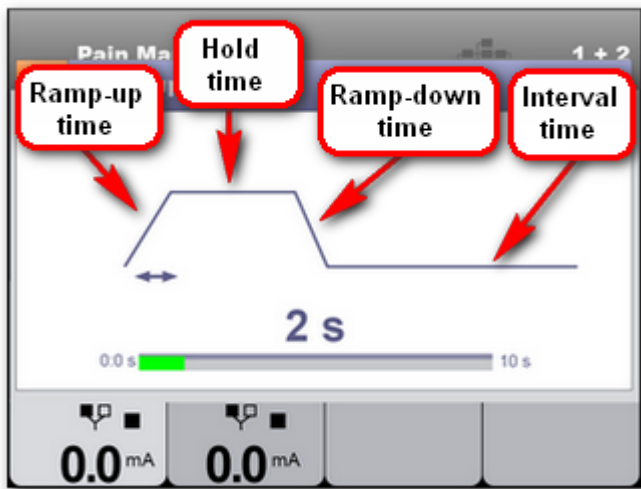 Pain Ma
1 + 2
Hold
time
Ramp-up
time
Ramp-down
time
Interval
time
2 s
0.0 s
10 s
0.0 mA
0.0 mA